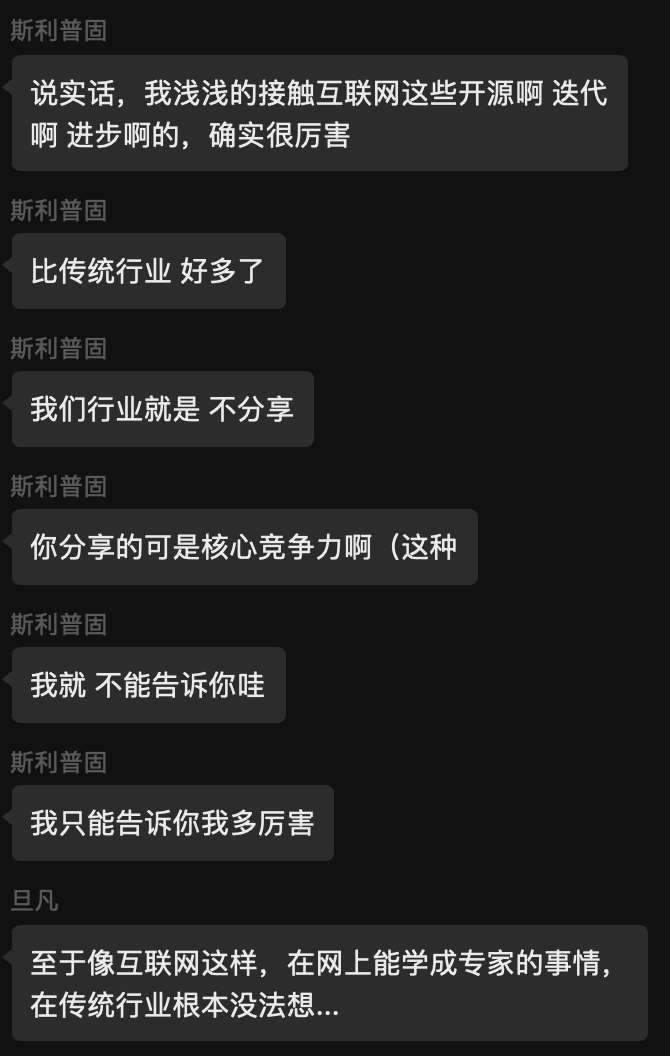 斯利普固
说实话，我浅浅的接触互联网这些开源啊 迭代
啊 进步啊的，确实很厉害
斯利普固
比传统行业 好多了
斯利普固
我们行业就是 不分享
斯利普固
你分享的可是核心竞争力啊（这种
斯利普固
我就 不能告诉你哇
斯利普固
我只能告诉你我多厉害
旦凡
至于像互联网这样，在网上能学成专家的事情，
在传统行业根本没法想...